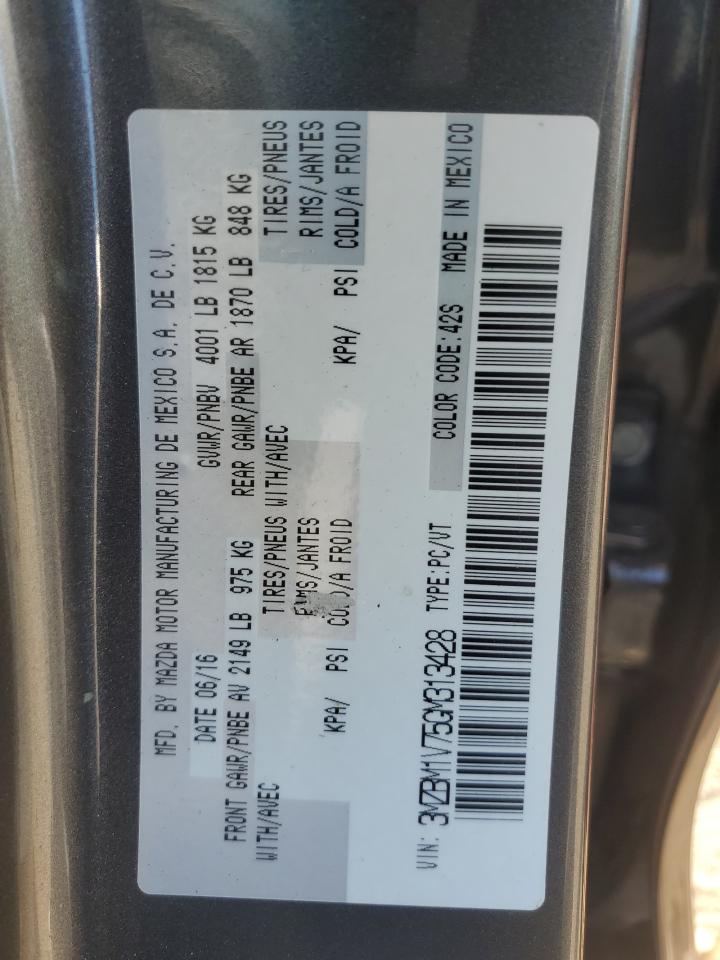 MFD. BY MAZDA MOTOR MANUFACTURING DE MEXICO S.A. DE C.V.
DATE 06/16 GVWR/PNBV 4001 LB 1815 KG
FRONT GAWR/PNBE AV 2149 LB 975 KG REAR GAWR/PNBE AR 1870 LB 848 KG
WITH/AVEC TIRES/PNEUS WITH/AVEC TIRES/PNEUS
RIMS/JANTES RIMS/JANTES
KPA/ PSI COLD/A FROID KPA/ PSI COLD/A FROID
VIN: 3MZBM1V75GM313428 TYPE:PC/VT COLOR CODE:42S MADE IN MEXICO